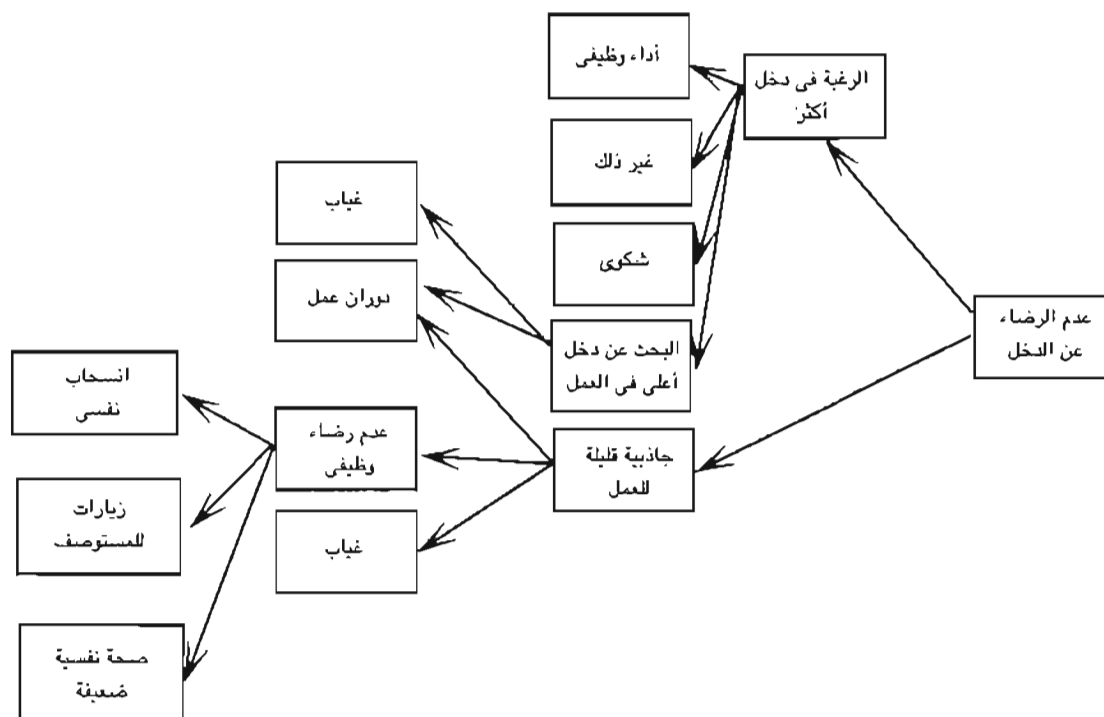 أداء وظيفى
الرغبة فى دخل
أكثر
غير ذلك
غياب
شكوى
دوران عمل
عدم الرضاء
عن الدخل
البحث عن دخل
أعلى فى العمل
انسحاب
نفسى
عدم رضاء
وظيفى
جاذبية قليلة
للعمل
زيارات
للمستوصف
غياب
صحة نفسية
ضعيفة